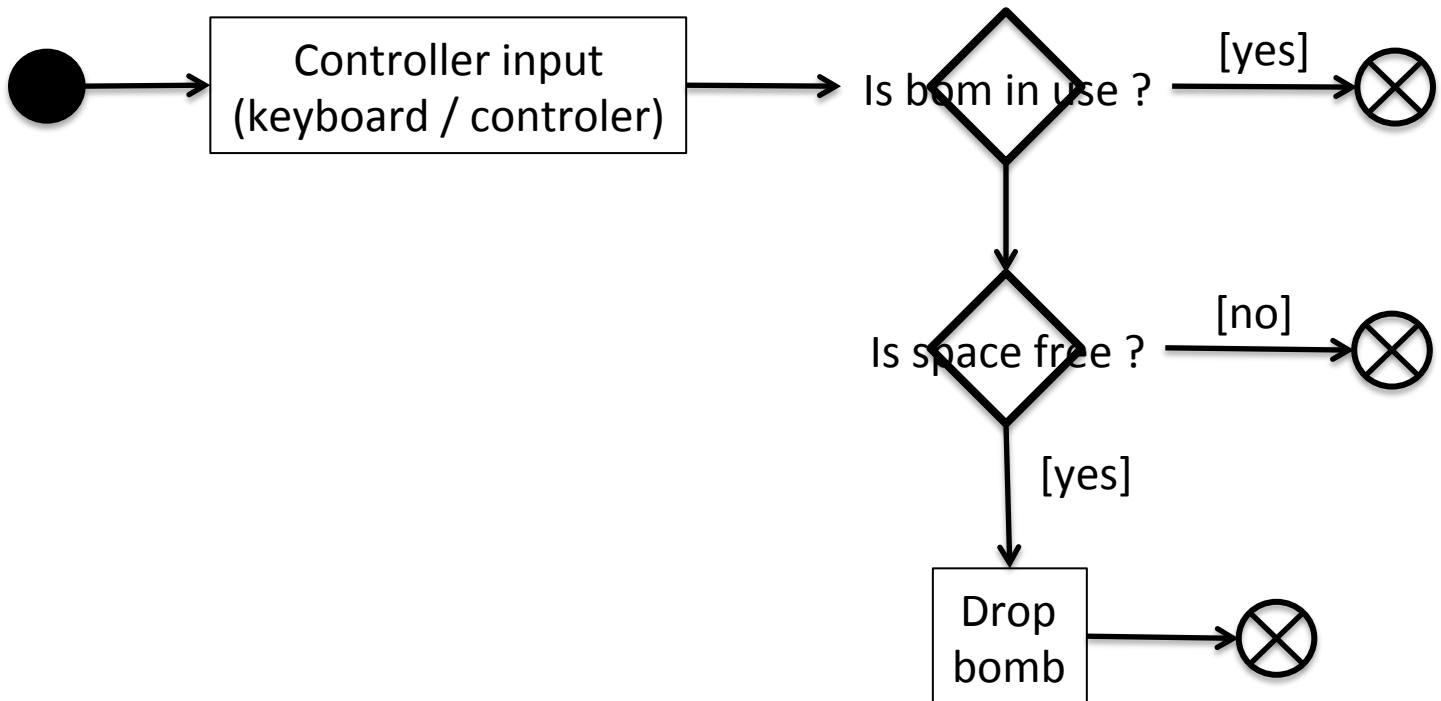 Controller input
(keyboard / controler)
Is bom in use ?
[yes]
Is space free ?
[no]
[yes]
Drop
bomb